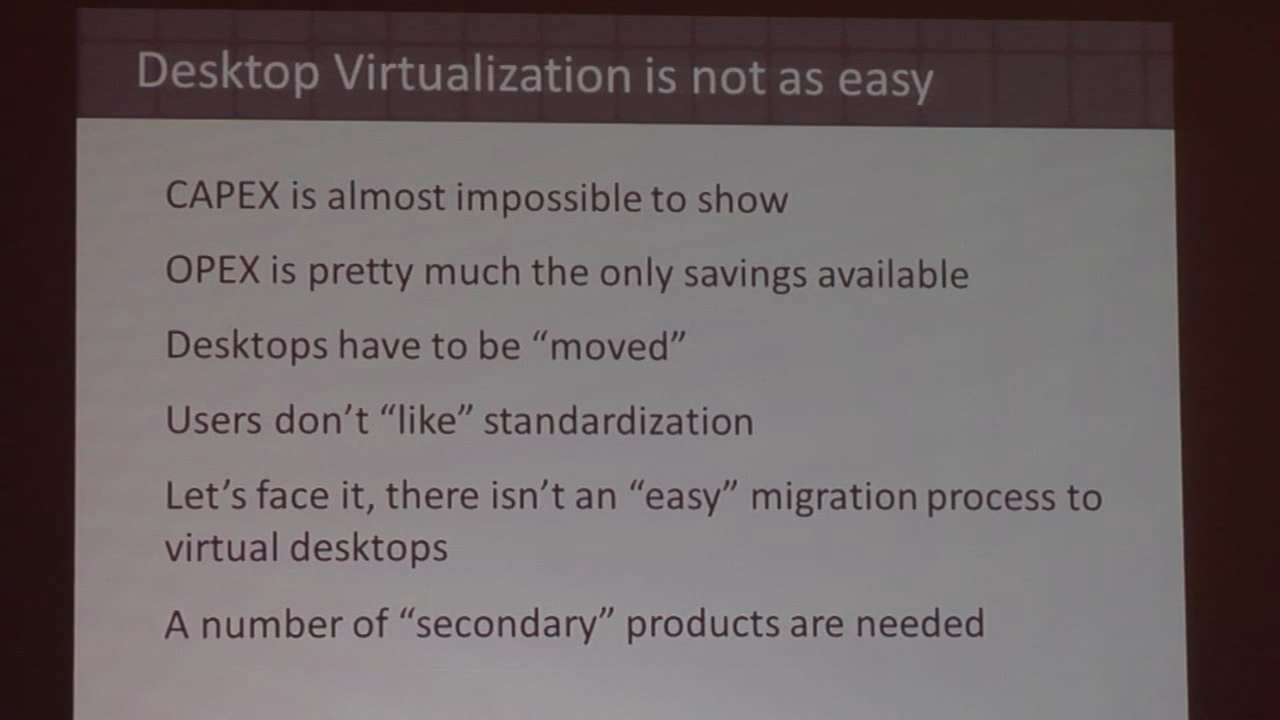 Desktop Virtualization is not as easy
CAPEX is almost impossible to show
OPEX is pretty much the only savings available
Desktops have to be “moved”
Users don’t “like” standardization
Let’s face it, there isn’t an “easy” migration process to
virtual desktops
A number of “secondary” products are needed